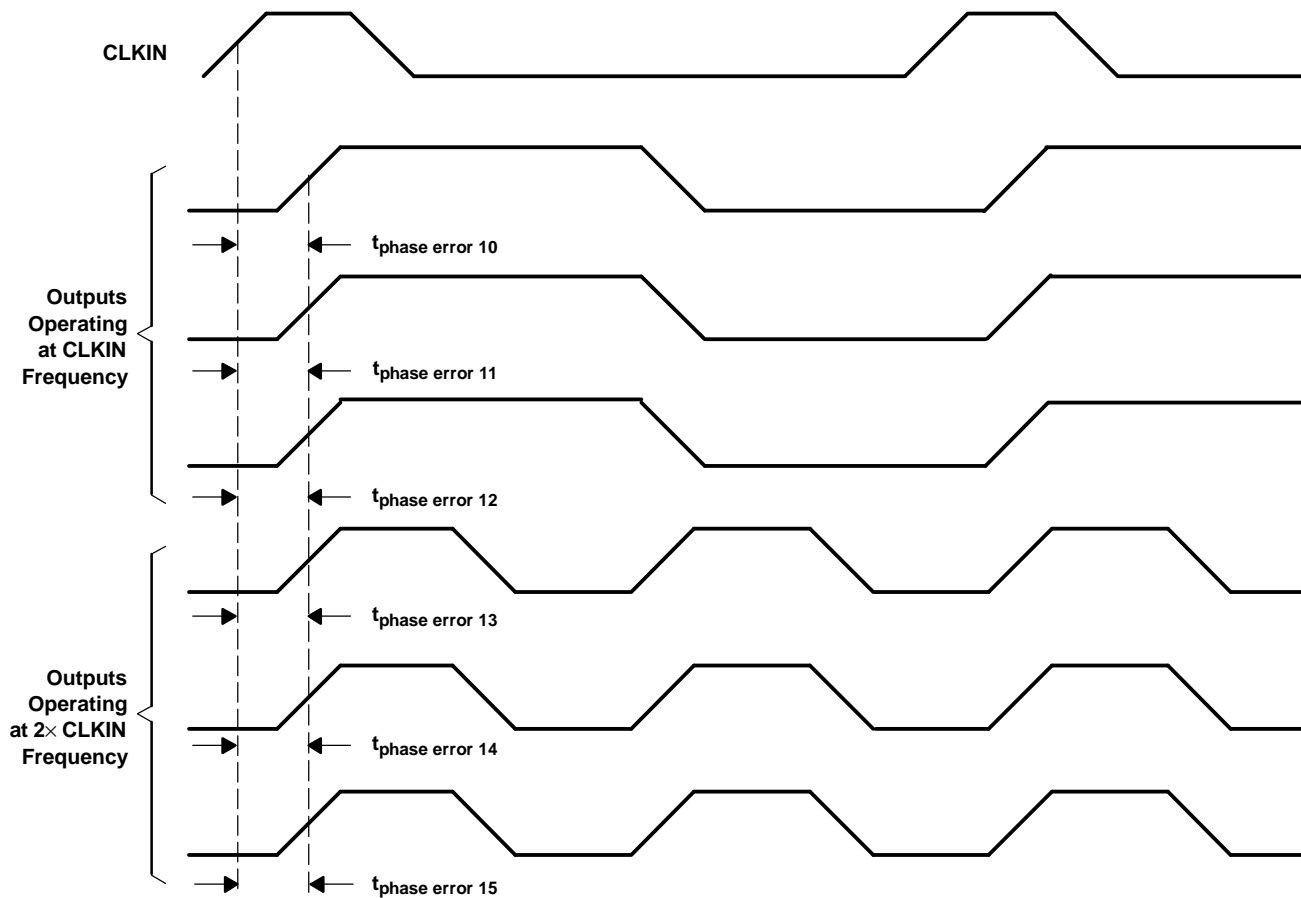 CLKIN
tphase error 10
Outputs
Operating
at CLKIN
Frequency
tphase error 11
tphase error 12
tphase error 13
Outputs
Operating
at 2× CLKIN
Frequency
tphase error 14
tphase error 15